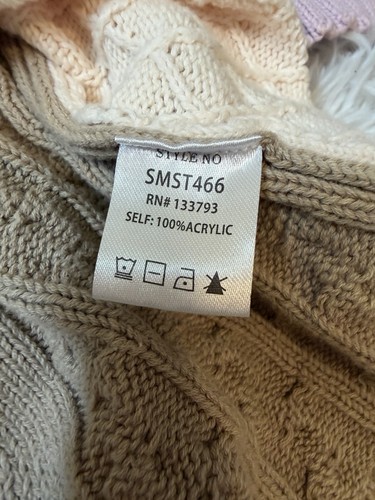 STYLE NO
SMST466
RN# 133793
SELF: 100%ACRYLIC